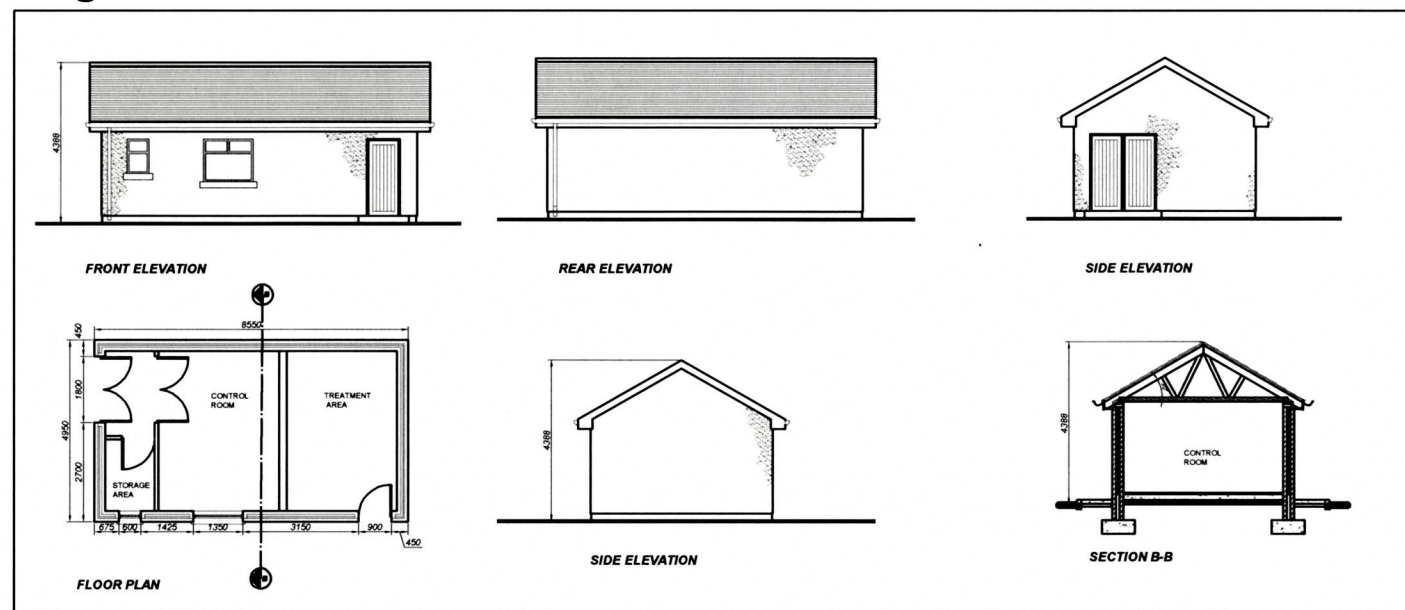 4388
FRONT ELEVATION
REAR ELEVATION
SIDE ELEVATION
8550
450
1800
4950
2700
CONTROL
ROOM
TREATMENT
AREA
STORAGE
AREA
675 600 1425 1350 3150 900
450
FLOOR PLAN
4388
SIDE ELEVATION
4388
CONTROL
ROOM
SECTION B-B